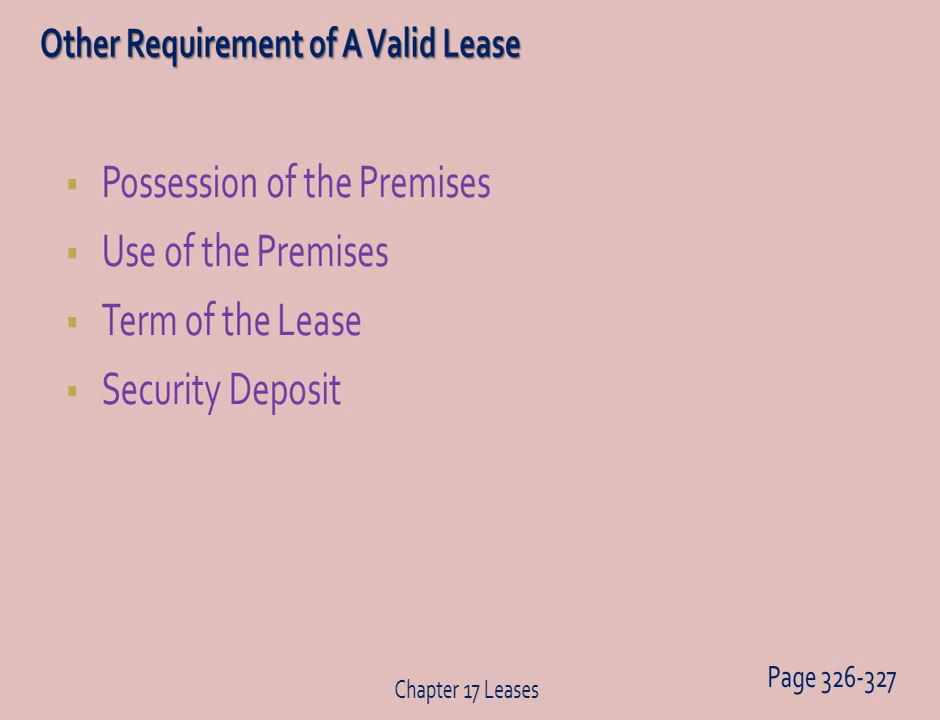 Other Requirement of A Valid Lease
▪ Possession of the Premises
▪ Use of the Premises
▪ Term of the Lease
▪ Security Deposit
Chapter 17 Leases
Page 326-327